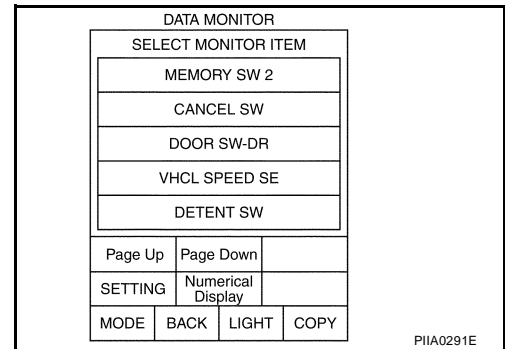 DATA MONITOR
SELECT MONITOR ITEM
MEMORY SW 2
CANCEL SW
DOOR SW-DR
VHCL SPEED SE
DETENT SW
Page Up Page Down
SETTING Numerical
Display
MODE BACK LIGHT COPY
PIIA0291E